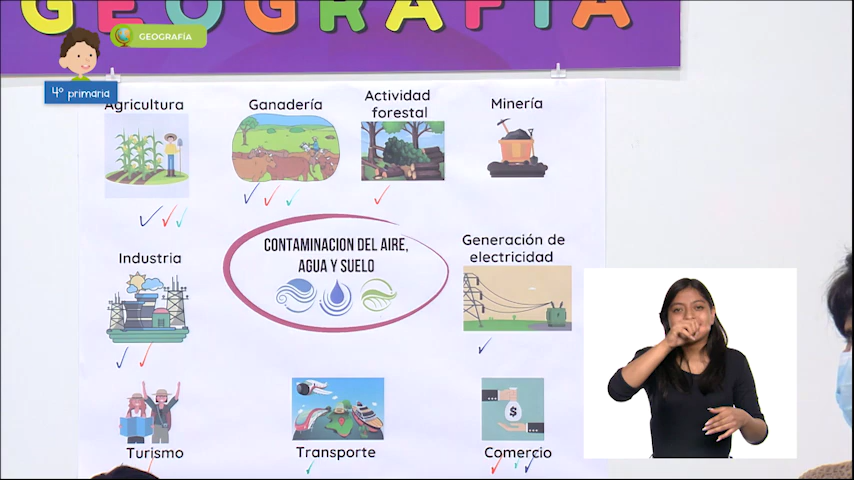 GEOGRAFÍA
GEOGRAFÍA
4º primaria
Agricultura
Ganadería
Actividad
forestal
Minería
Industria
CONTAMINACION DEL AIRE,
AGUA Y SUELO
Generación de
electricidad
$
Turismo
Transporte
Comercio